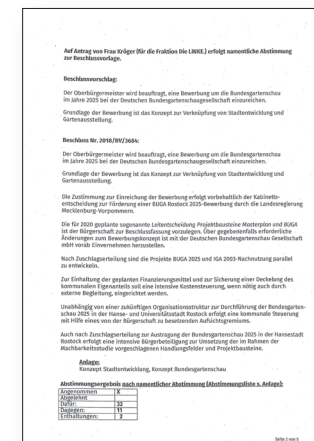 Auf Antrag von Frau Kröger (für die Fraktion Die LINKE.) erfolgt namentliche Abstimmung
zur Beschlussvorlage.
Beschlussvorschlag:
Der Oberbürgermeister wird beauftragt, eine Bewerbung um die Bundesgartenschau
im Jahre 2025 bei der Deutschen Bundesgartenschaugesellschaft einzureichen.
Grundlage der Bewerbung ist das Konzept zur Verknüpfung von Stadtentwicklung und
Gartenausstellung.
Beschluss Nr. 2018/BV/3684:
Der Oberbürgermeister wird beauftragt, eine Bewerbung um die Bundesgartenschau
im Jahre 2025 bei der Deutschen Bundesgartenschaugesellschaft einzureichen.
Grundlage der Bewerbung ist das Konzept zur Verknüpfung von Stadtentwicklung und
Gartenausstellung.
Die Zustimmung zur Einreichung der Bewerbung erfolgt vorbehaltlich der Kabinetts-
entscheidung zur Förderung einer BUGA Rostock 2025-Bewerbung durch die Landesregierung
Mecklenburg-Vorpommern.
Die für 2020 geplante sogenannte Leitentscheidung Projektbausteine Masterplan und BUGA
ist der Bürgerschaft zur Beschlussfassung vorzulegen. Über gegebenenfalls erforderliche
Änderungen zum Bewerbungskonzept ist mit der Deutschen Bundesgartenschau Gesellschaft
mbH vorab Einvernehmen herzustellen.
Nach Zuschlagserteilung sind die Projekte BUGA 2025 und IGA 2003-Nachnutzung parallel
zu entwickeln.
Zur Einhaltung der geplanten Finanzierungsmittel und zur Sicherung einer Deckelung des
kommunalen Eigenanteils soll eine intensive Kostensteuerung, wenn nötig auch durch
externe Begleitung, eingerichtet werden.
Unabhängig von einer zukünftigen Organisationsstruktur zur Durchführung der Bundesgarten-
schau 2025 in der Hanse- und Universitätsstadt Rostock erfolgt eine kommunale Steuerung
mit Hilfe eines von der Bürgerschaft zu besetzenden Aufsichtsgremiums.
Auch nach Zuschlagserteilung zur Austragung der Bundesgartenschau 2025 in der Hansestadt
Rostock erfolgt eine intensive Bürgerbeteiligung zur Umsetzung der im Rahmen der
Machbarkeitsstudie vorgeschlagenen Handlungsfelder und Projektbausteine.
Anlage:
Konzept Stadtentwicklung, Konzept Bundesgartenschau
Abstimmungsergebnis nach namentlicher Abstimmung (Abstimmungsliste s. Anlage):
Angenommen X
Abgelehnt
Dafür: 32
Dagegen: 11
Enthaltungen: 2
Seite 2 von 5